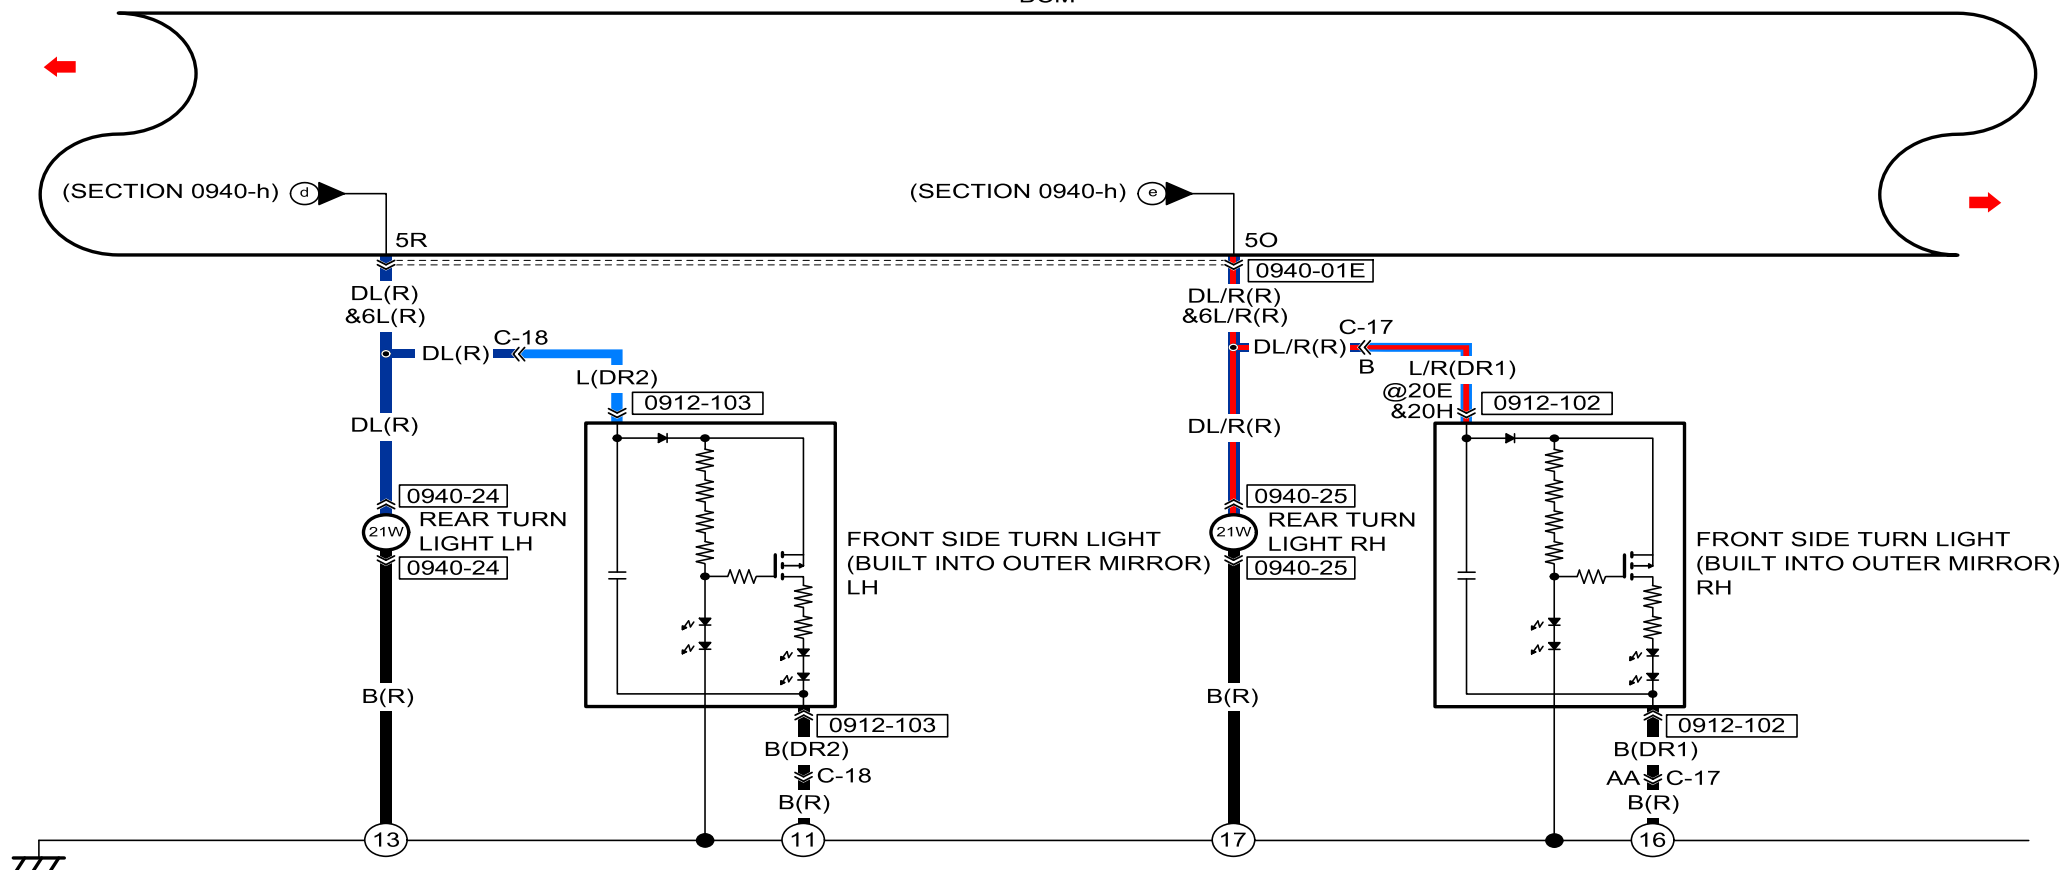 (SECTION 0940-h) d
(SECTION 0940-h) e
5R
5O
0940-01E
DL(R)
&6L(R)
DL/R(R)
&6L/R(R)
C-18
DL(R)
L(DR2)
0912-103
C-17
DL/R(R)
B
L/R(DR1)
@20E
&20H
0912-102
DL(R)
DL/R(R)
0940-24
21W
REAR TURN
LIGHT LH
0940-24
FRONT SIDE TURN LIGHT
(BUILT INTO OUTER MIRROR)
LH
0940-25
21W
REAR TURN
LIGHT RH
0940-25
FRONT SIDE TURN LIGHT
(BUILT INTO OUTER MIRROR)
RH
B(R)
B(R)
0912-103
B(DR2)
C-18
B(R)
0912-102
B(DR1)
AA C-17
B(R)
13
11
17
16